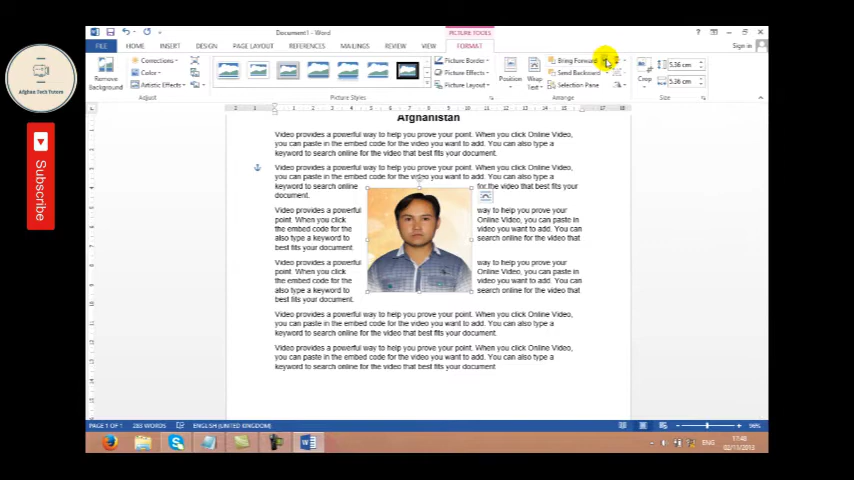 Document1 - Word
PICTURE TOOLS
Sign in
FILE
HOME
INSERT
DESIGN
PAGE LAYOUT
REFERENCES
MAILINGS
REVIEW
VIEW
FORMAT
Remove
Background
Corrections
Color
Artistic Effects
Adjust
Picture Styles
Picture Border
Picture Effects
Picture Layout
Position
Wrap
Text
Bring Forward
Send Backward
Selection Pane
Arrange
Crop
5.36 cm
5.36 cm
Size
Afghan Tech Tutors
Subscribe
Afghanistan
Video provides a powerful way to help you prove your point. When you click Online Video,
you can paste in the embed code for the video you want to add. You can also type a
keyword to search online for the video that best fits your document.
Video provides a powerful way to help you prove your point. When you click Online Video,
you can paste in the embed code for the video you want to add. You can also type a
keyword to search online for the video that best fits your
document.
Video provides a powerful way to help you prove your
point. When you click Online Video, you can paste in
the embed code for the video you want to add. You can
also type a keyword to search online for the video that
best fits your document.
Video provides a powerful way to help you prove your
point. When you click Online Video, you can paste in
the embed code for the video you want to add. You can
also type a keyword to search online for the video that
best fits your document.
Video provides a powerful way to help you prove your point. When you click Online Video,
you can paste in the embed code for the video you want to add. You can also type a
keyword to search online for the video that best fits your document.
Video provides a powerful way to help you prove your point. When you click Online Video,
you can paste in the embed code for the video you want to add. You can also type a
keyword to search online for the video that best fits your document
PAGE 1 OF 1
283 WORDS
ENGLISH (UNITED KINGDOM)
96%
ENG
17:48
02/11/2013